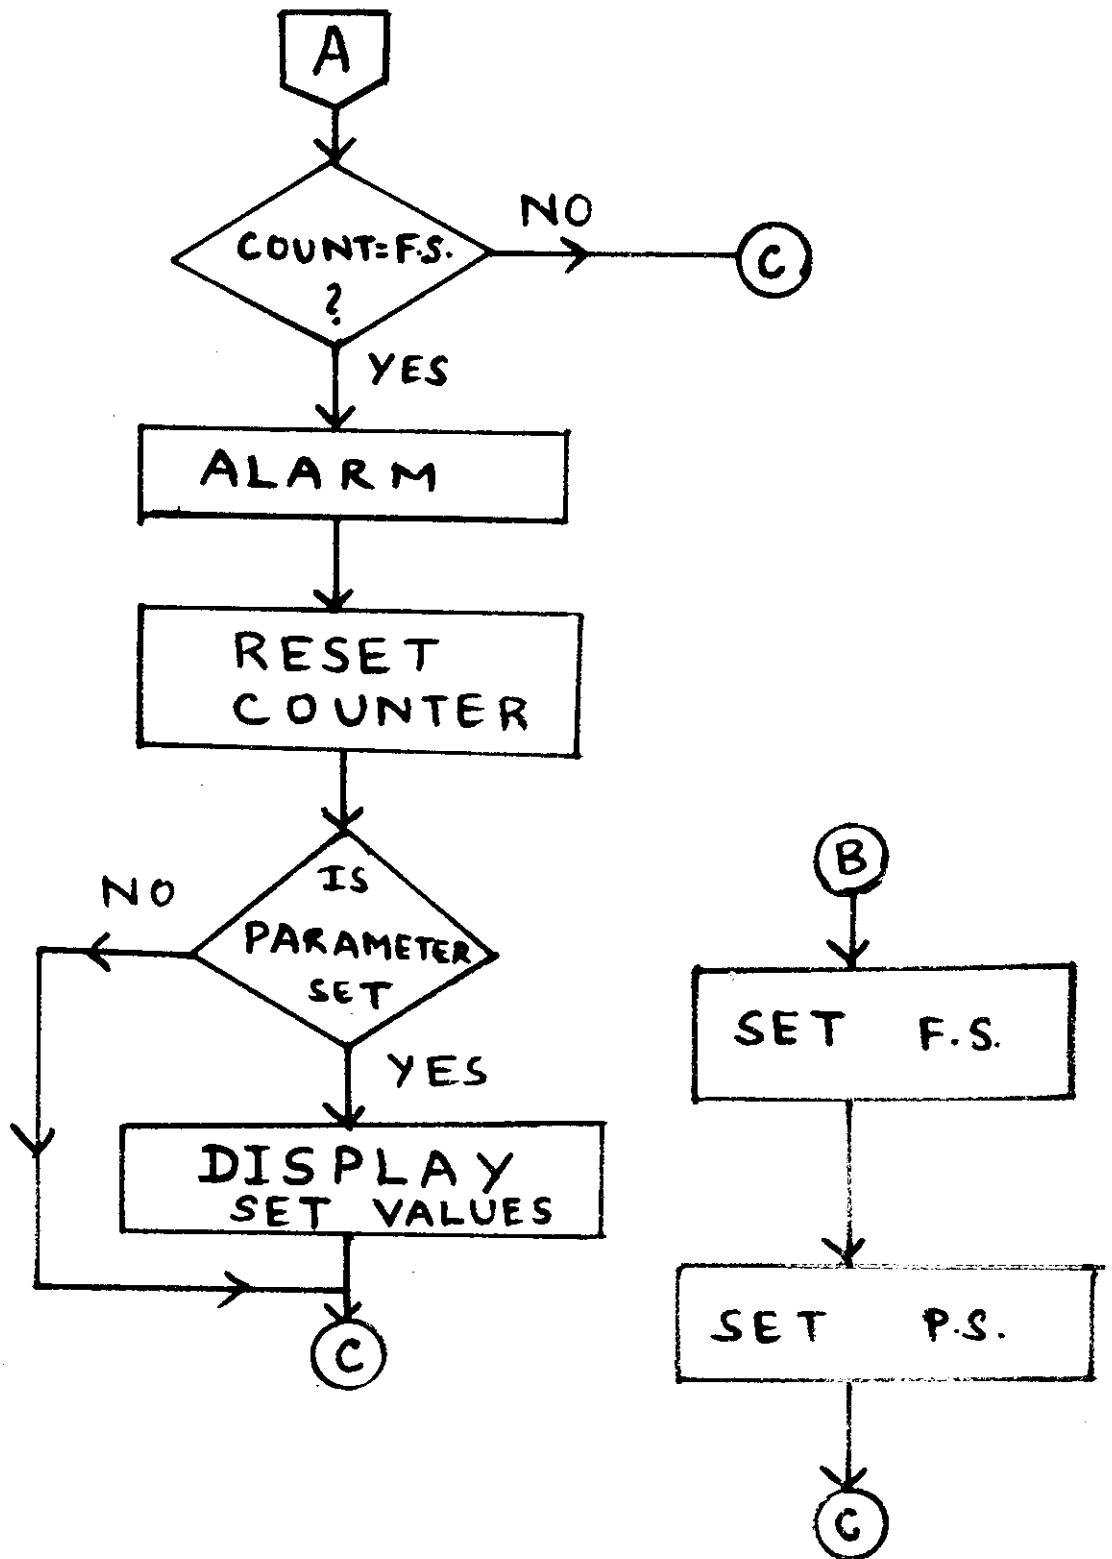 A
COUNT=F.S.
?
NO
C
YES
ALARM
RESET
COUNTER
IS
PARAMETER
SET
NO
YES
DISPLAY
SET VALUES
C
B
SET F.S.
SET P.S.
C